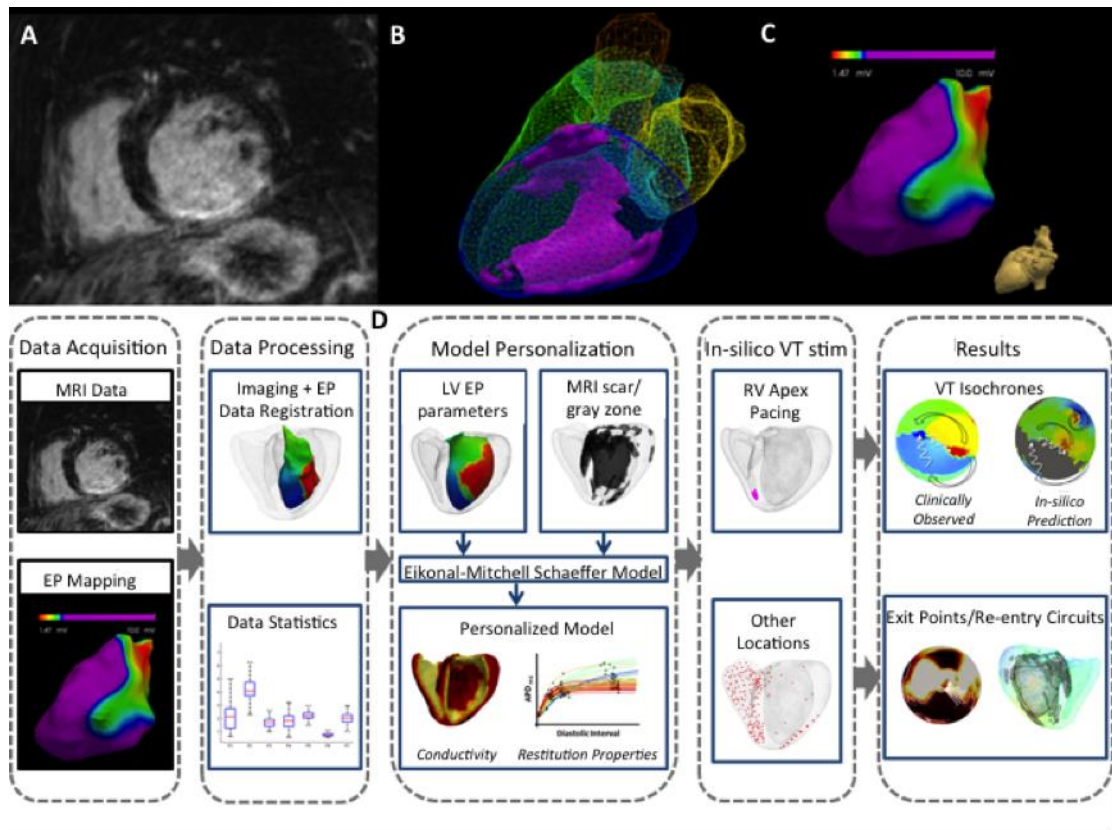 A
B
C
1.47 mV 10.0 mV
D
Data Acquisition
MRI Data
EP Mapping
1.47 mV 10.0 mV
Data Processing
Imaging + EP
Data Registration
Data Statistics
Model Personalization
LV EP
parameters
MRI scar/
gray zone
Eikonal-Mitchell Schaeffer Model
Personalized Model
APD
Diastolic Interval
Conductivity
Restitution Properties
In-silico VT stim
RV Apex
Pacing
Other
Locations
Results
VT Isochrones
Clinically
Observed
In-silico
Prediction
Exit Points/Re-entry Circuits